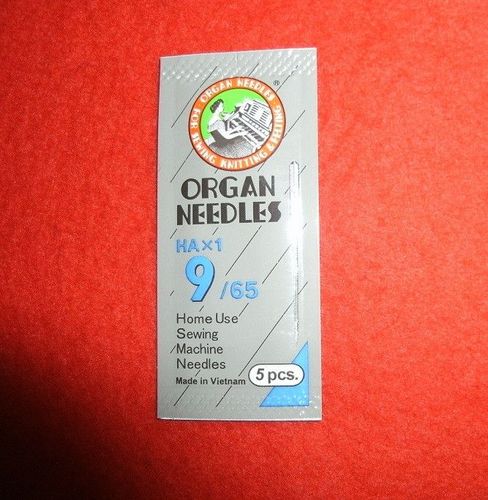 ORGAN NEEDLES
FOR SEWING KNITTING & FELTING
®
ORGAN
NEEDLES
HA×1
9/65
Home Use
Sewing
Machine
Needles
Made in Vietnam
5 pcs.